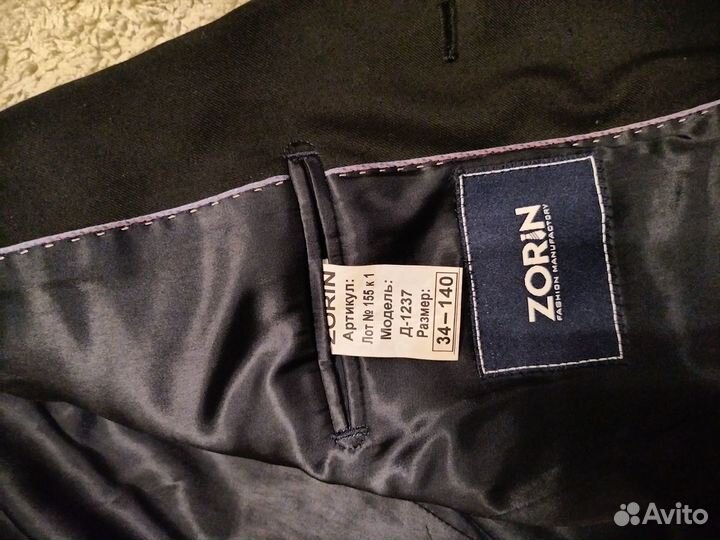 ZORIN
Артикул:
Лот № 155 к 1
Модель:
Д-1237
Размер:
34–140
ZORIN
FASHION MANUFACTORY
Avito